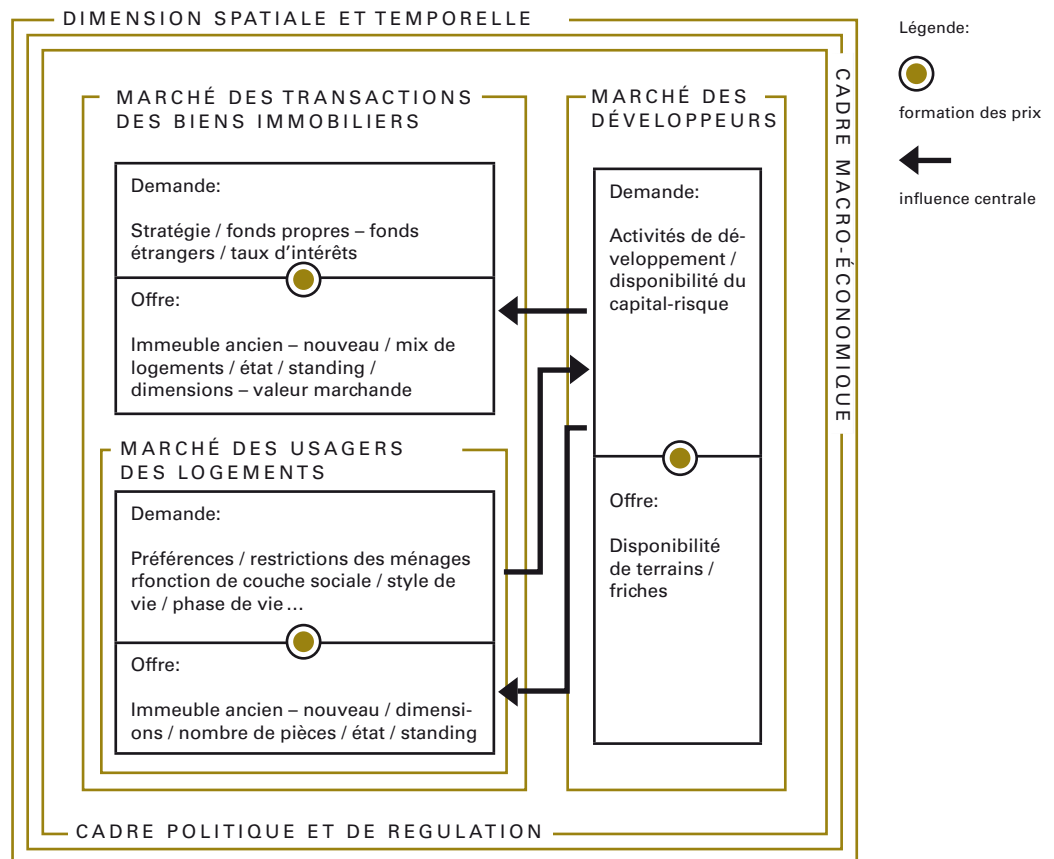 DIMENSION SPATIALE ET TEMPORELLE
CADRE MACRO-ÉCONOMIQUE
MARCHÉ DES TRANSACTIONS
DES BIENS IMMOBILIERS
Demande:
Stratégie / fonds propres – fonds
étrangers / taux d’intérêts
Offre:
Immeuble ancien – nouveau / mix de
logements / état / standing /
dimensions – valeur marchande
MARCHÉ DES USAGERS
DES LOGEMENTS
Demande:
Préférences / restrictions des ménages
rfonction de couche sociale / style de
vie / phase de vie …
Offre:
Immeuble ancien – nouveau / dimensi-
ons / nombre de pièces / état / standing
MARCHÉ DES
DÉVELOPPEURS
Demande:
Activités de dé-
veloppement /
disponibilité du
capital-risque
Offre:
Disponibilité
de terrains /
friches
CADRE POLITIQUE ET DE REGULATION
Légende:
formation des prix
influence centrale